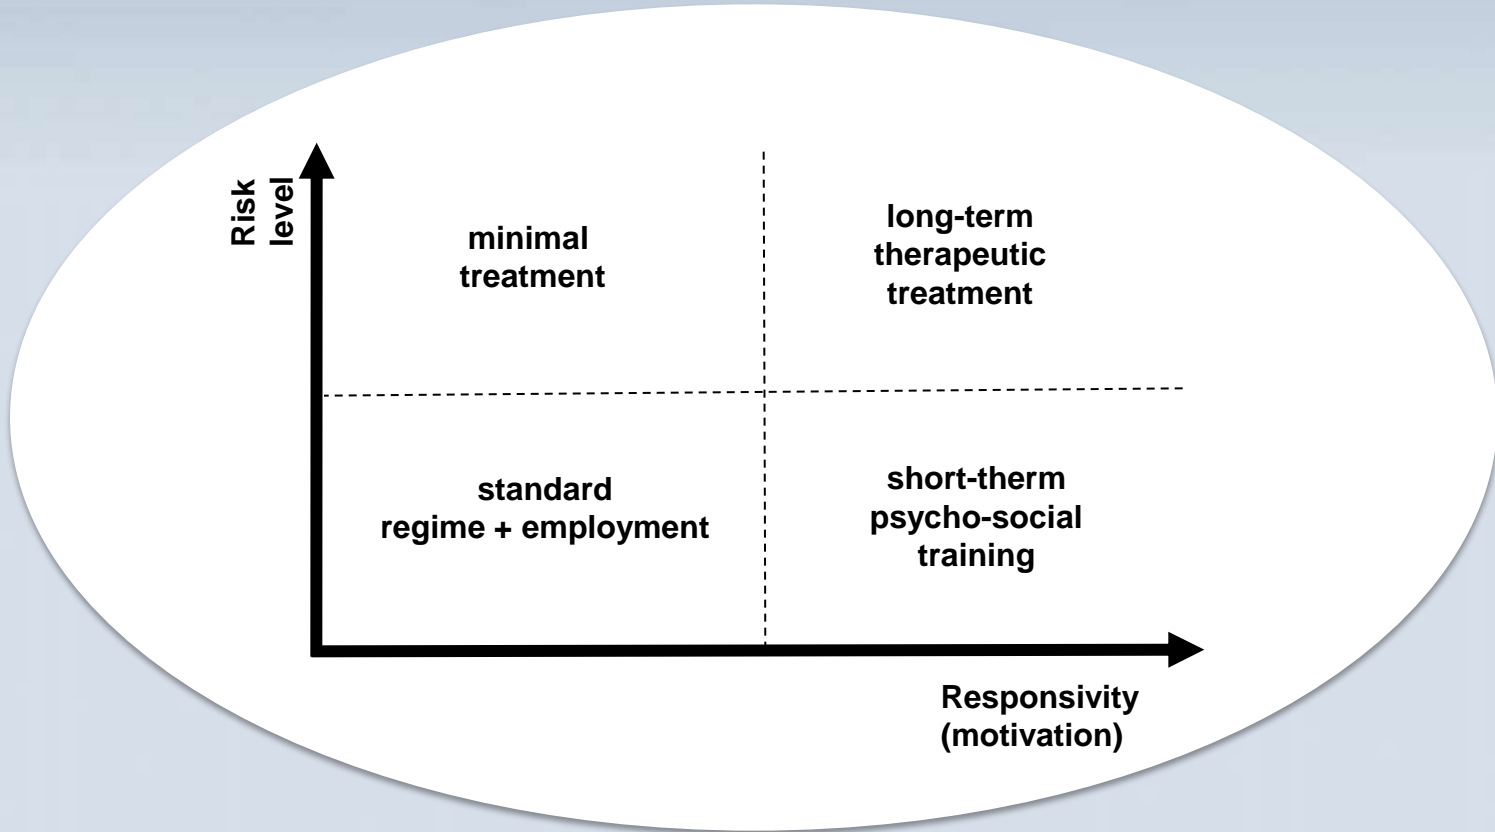 Risk
level
minimal
treatment
long-term
therapeutic
treatment
standard
regime + employment
short-therm
psycho-social
training
Responsivity
(motivation)